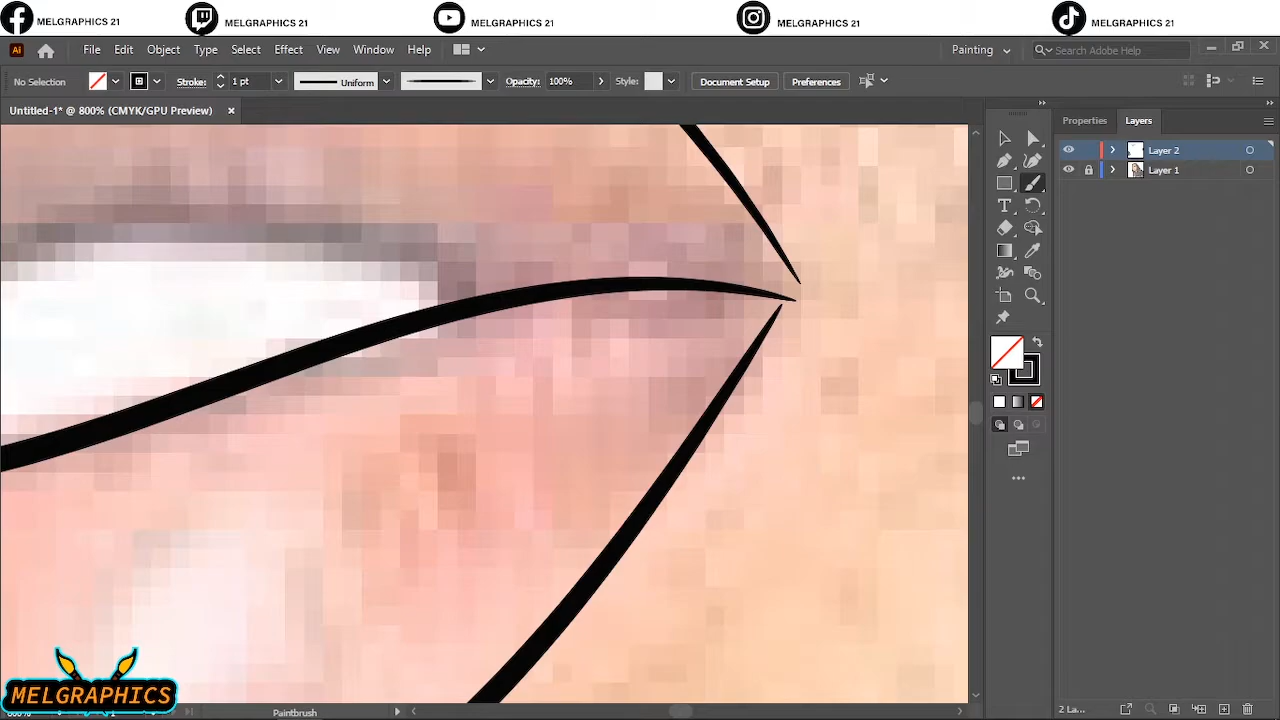 MELGRAPHICS 21
MELGRAPHICS 21
MELGRAPHICS 21
MELGRAPHICS 21
MELGRAPHICS 21
Ai File Edit Object Type Select Effect View Window Help Painting Search Adobe Help
No Selection Stroke: 1 pt Uniform Opacity: 100% Style: Document Setup Preferences
Untitled-1* @ 800% (CMYK/GPU Preview)
Properties Layers
Layer 2
Layer 1
MELGRAPHICS
Paintbrush
2 La...